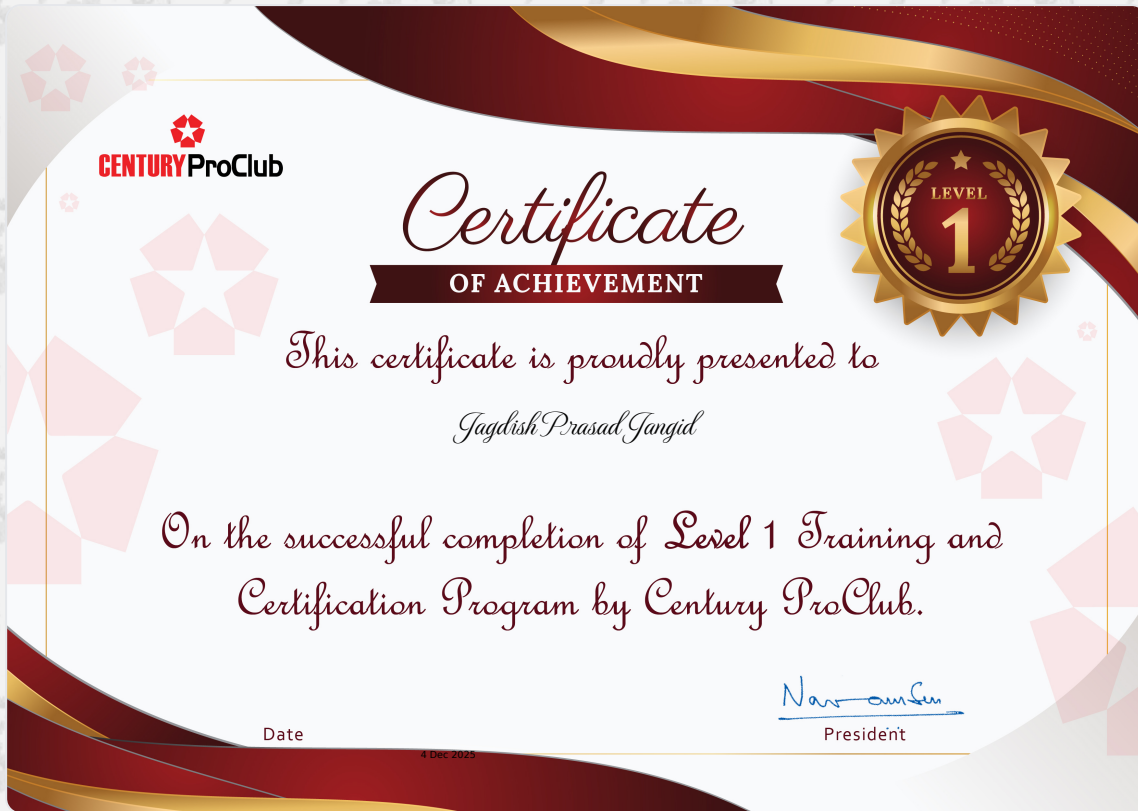 CENTURY ProClub
LEVEL
1
Certificate
OF ACHIEVEMENT
This certificate is proudly presented to
Jagdish Prasad Jangid
On the successful completion of Level 1 Training and
Certification Program by Century ProClub.
Date
President
4 Dec 2025